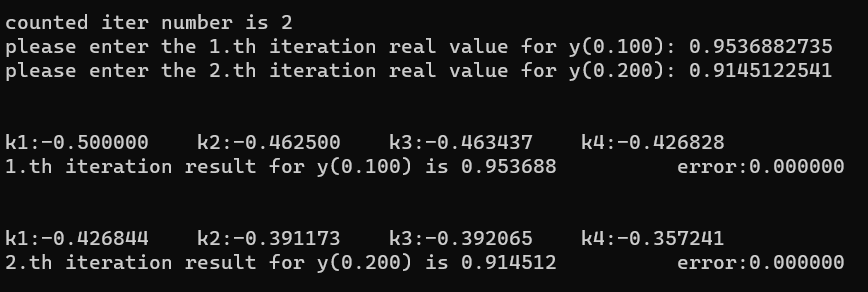 counted iter number is 2
please enter the 1.th iteration real value for y(0.100): 0.9536882735
please enter the 2.th iteration real value for y(0.200): 0.9145122541
k1:-0.500000    k2:-0.462500    k3:-0.463437    k4:-0.426828
1.th iteration result for y(0.100) is 0.953688          error:0.000000
k1:-0.426844    k2:-0.391173    k3:-0.392065    k4:-0.357241
2.th iteration result for y(0.200) is 0.914512          error:0.000000